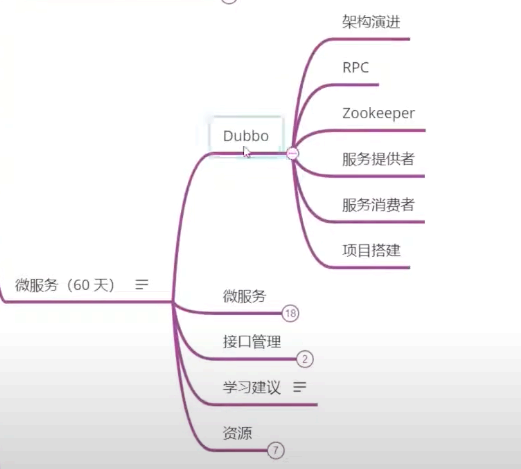 架构演进
RPC
Zookeeper
Dubbo
服务提供者
服务消费者
项目搭建
微服务（60 天）
微服务
18
接口管理
2
学习建议
资源
7